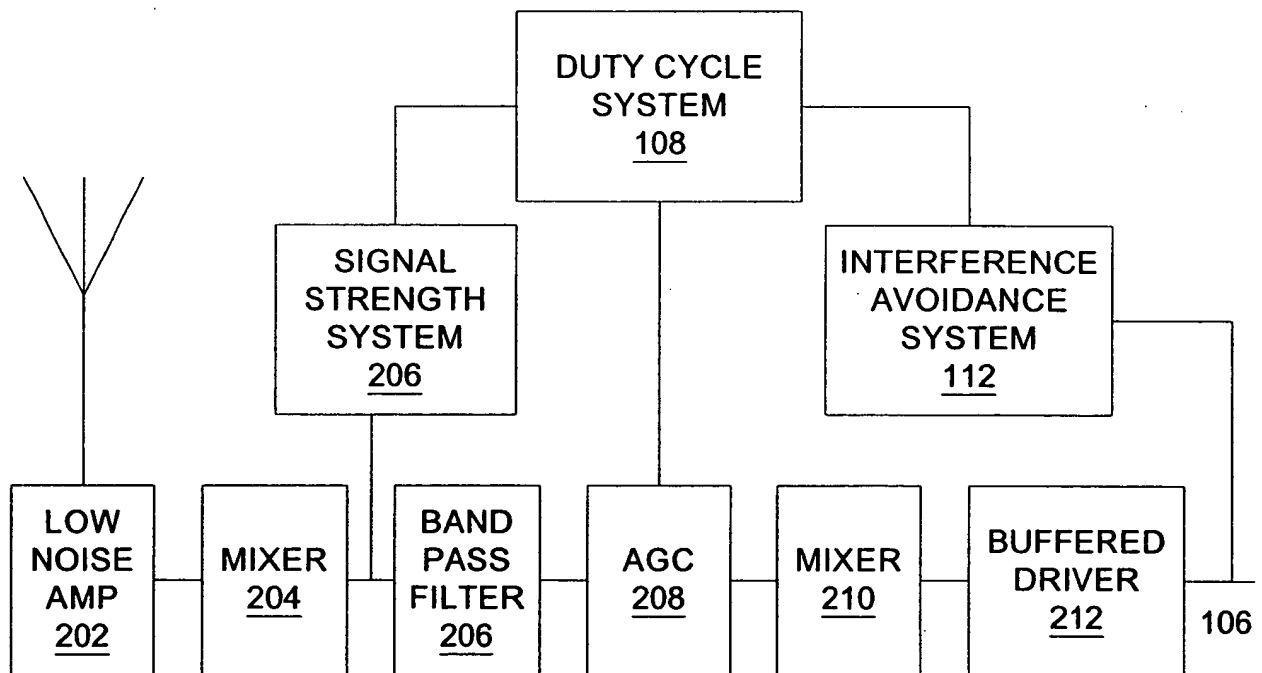 DUTY CYCLE
SYSTEM
108
SIGNAL
STRENGTH
SYSTEM
206
INTERFERENCE
AVOIDANCE
SYSTEM
112
LOW
NOISE
AMP
202
MIXER
204
BAND
PASS
FILTER
206
AGC
208
MIXER
210
BUFFERED
DRIVER
212
106